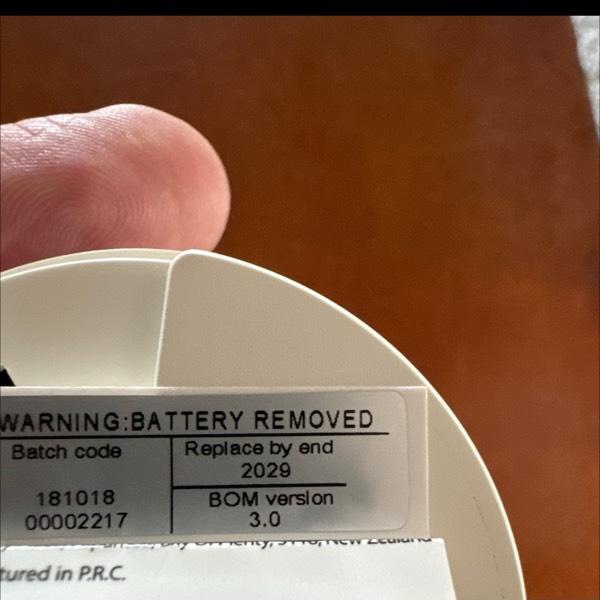 WARNING:BATTERY REMOVED
Batch code
Replace by end
2029
181018
00002217
BOM version
3.0
New Zealand
tured in P.R.C.